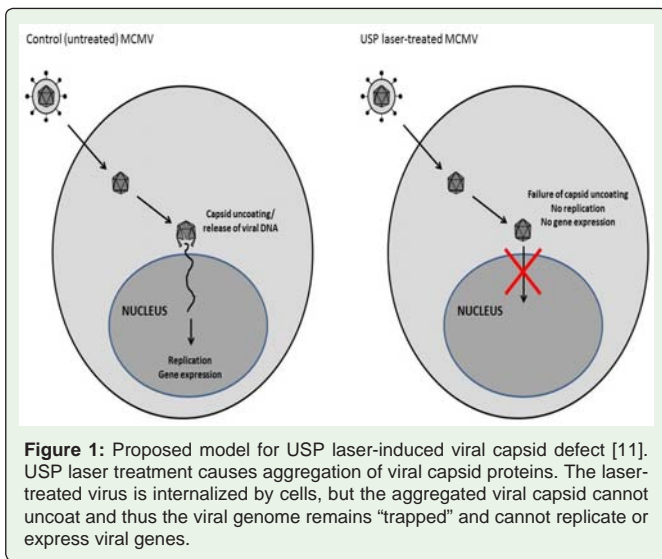 Control (untreated) MCMV
USP laser-treated MCMV
Capsid uncoating/
release of viral DNA
NUCLEUS
Replication
Gene expression
Failure of capsid uncoating
No replication
No gene expression
NUCLEUS
Figure 1: Proposed model for USP laser-induced viral capsid defect [11].
USP laser treatment causes aggregation of viral capsid proteins. The laser-
treated virus is internalized by cells, but the aggregated viral capsid cannot
uncoat and thus the viral genome remains “trapped” and cannot replicate or
express viral genes.